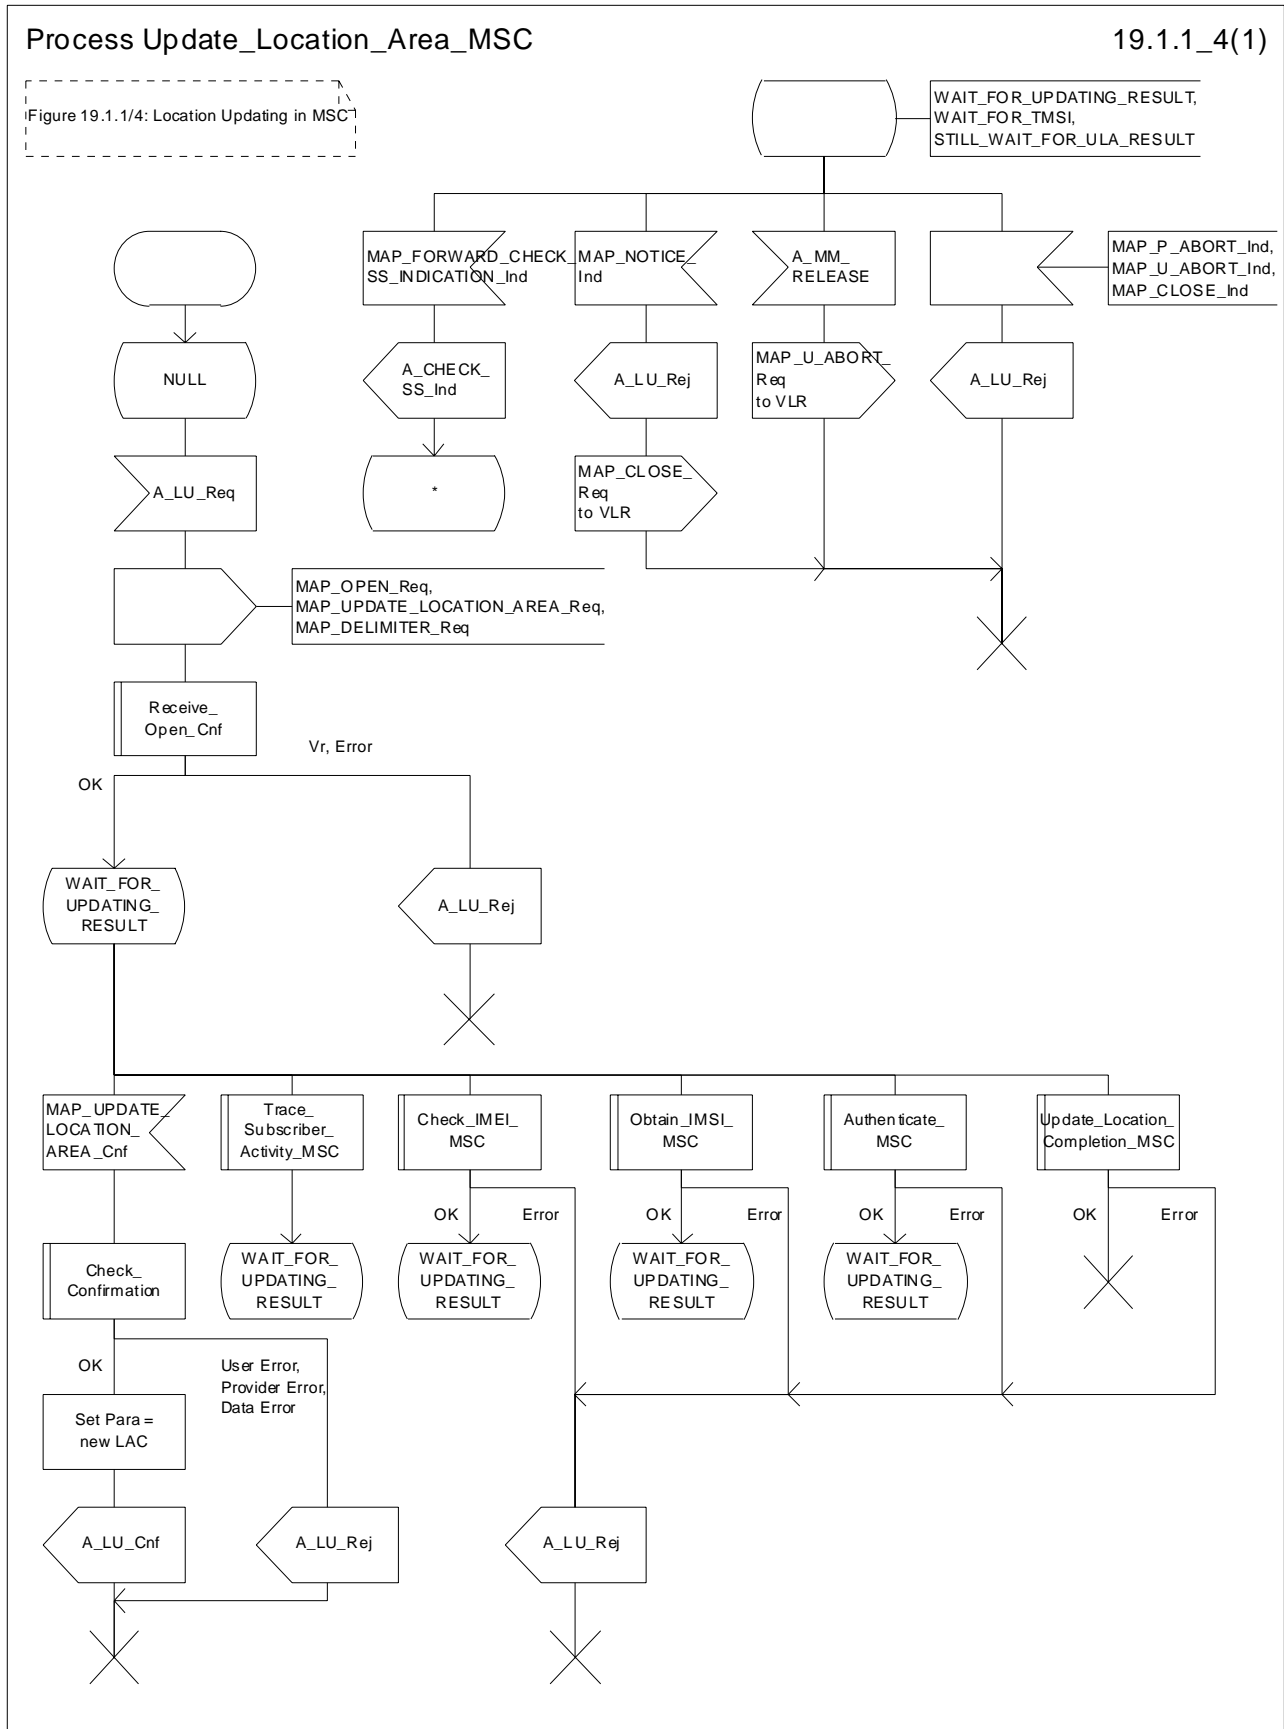 Process Update_Location_Area_MSC
19.1.1_4(1)
Figure 19.1.1/4: Location Updating in MSC
WAIT_FOR_UPDATING_RESULT,
WAIT_FOR_TMSI,
STILL_WAIT_FOR_ULA_RESULT
MAP_FORWARD_CHECK_
SS_INDICATION_Ind
MAP_NOTICE_
Ind
A_MM_
RELEASE
MAP_P_ABORT_Ind,
MAP_U_ABORT_Ind,
MAP_CLOSE_Ind
NULL
A_CHECK_
SS_Ind
A_LU_Rej
MAP_U_ABORT_
Req
to VLR
A_LU_Rej
A_LU_Req
*
MAP_CLOSE_
Req
to VLR
MAP_OPEN_Req,
MAP_UPDATE_LOCATION_AREA_Req,
MAP_DELIMITER_Req
Receive_
Open_Cnf
Vr, Error
OK
WAIT_FOR_
UPDATING_
RESULT
A_LU_Rej
MAP_UPDATE_
LOCATION_
AREA_Cnf
Trace_
Subscriber_
Activity_MSC
Check_IMEI_
MSC
Obtain_IMSI_
MSC
Authenticate_
MSC
Update_Location_
Completion_MSC
OK
Error
OK
Error
OK
Error
OK
Error
Check_
Confirmation
WAIT_FOR_
UPDATING_
RESULT
WAIT_FOR_
UPDATING_
RESULT
WAIT_FOR_
UPDATING_
RESULT
WAIT_FOR_
UPDATING_
RESULT
OK
User Error,
Provider Error,
Data Error
Set Para =
new LAC
A_LU_Cnf
A_LU_Rej
A_LU_Rej